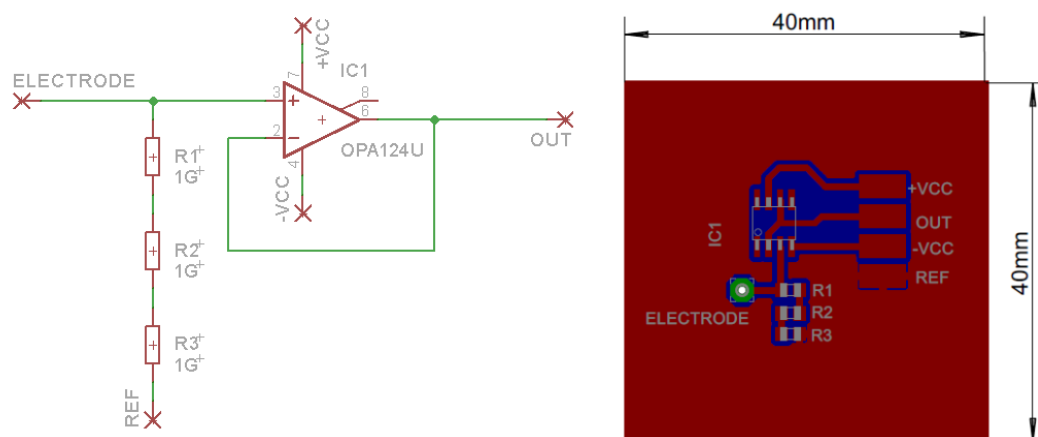 ELECTRODE
+VCC
IC1
7
3
8
+
6
2
-
+
4
OPA124U
OUT
-VCC
R1
1G
R2
1G
R3
1G
REF
40mm
40mm
+VCC
OUT
-VCC
REF
IC1
ELECTRODE
R1
R2
R3